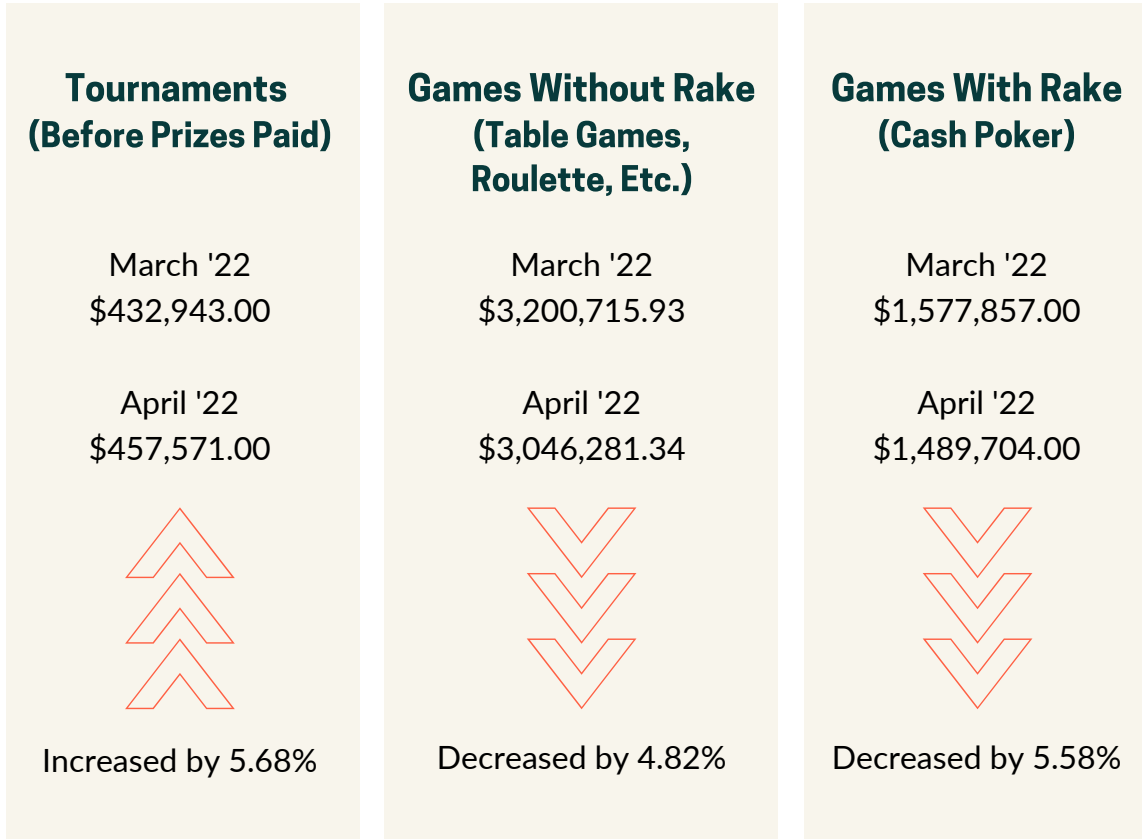 Tournaments
(Before Prizes Paid)
March '22
$432,943.00
April '22
$457,571.00
Increased by 5.68%
Games Without Rake
(Table Games,
Roulette, Etc.)
March '22
$3,200,715.93
April '22
$3,046,281.34
Decreased by 4.82%
Games With Rake
(Cash Poker)
March '22
$1,577,857.00
April '22
$1,489,704.00
Decreased by 5.58%